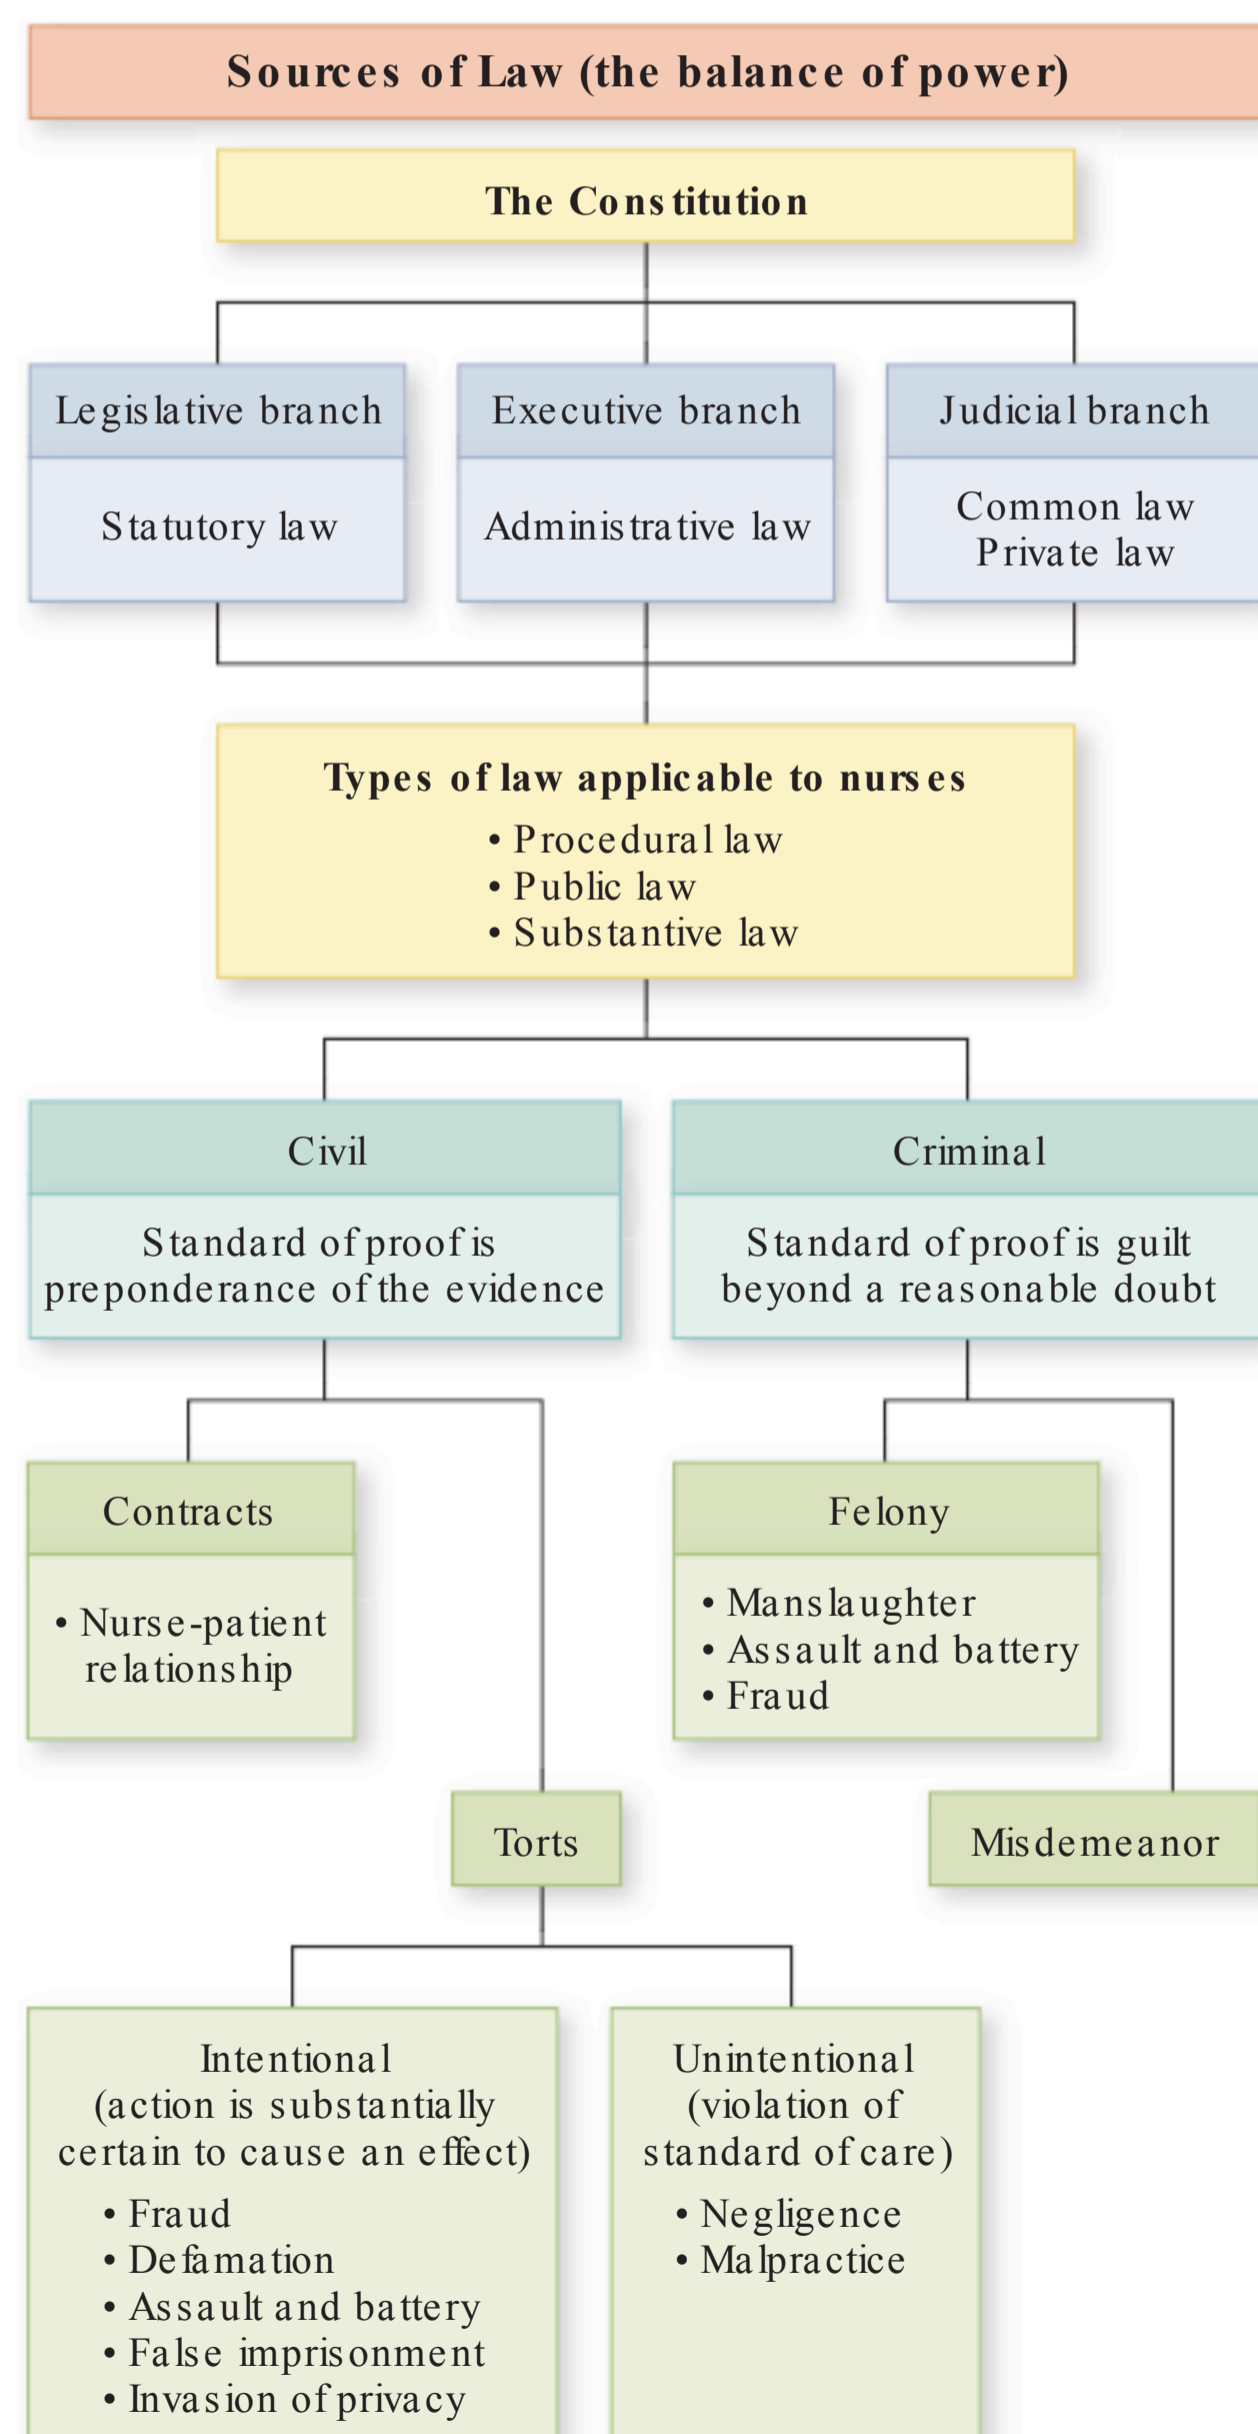 Sources of Law (the balance of power)
The Constitution
Legislative branch
Statutory law
Executive branch
Administrative law
Judicial branch
Common law
Private law
Types of law applicable to nurses
• Procedural law
• Public law
• Substantive law
Civil
Standard of proof is
preponderance of the evidence
Criminal
Standard of proof is guilt
beyond a reasonable doubt
Contracts
• Nurse-patient
relationship
Felony
• Manslaughter
• Assault and battery
• Fraud
Torts
Misdemeanor
Intentional
(action is substantially
certain to cause an effect)
• Fraud
• Defamation
• Assault and battery
• False imprisonment
• Invasion of privacy
Unintentional
(violation of
standard of care)
• Negligence
• Malpractice